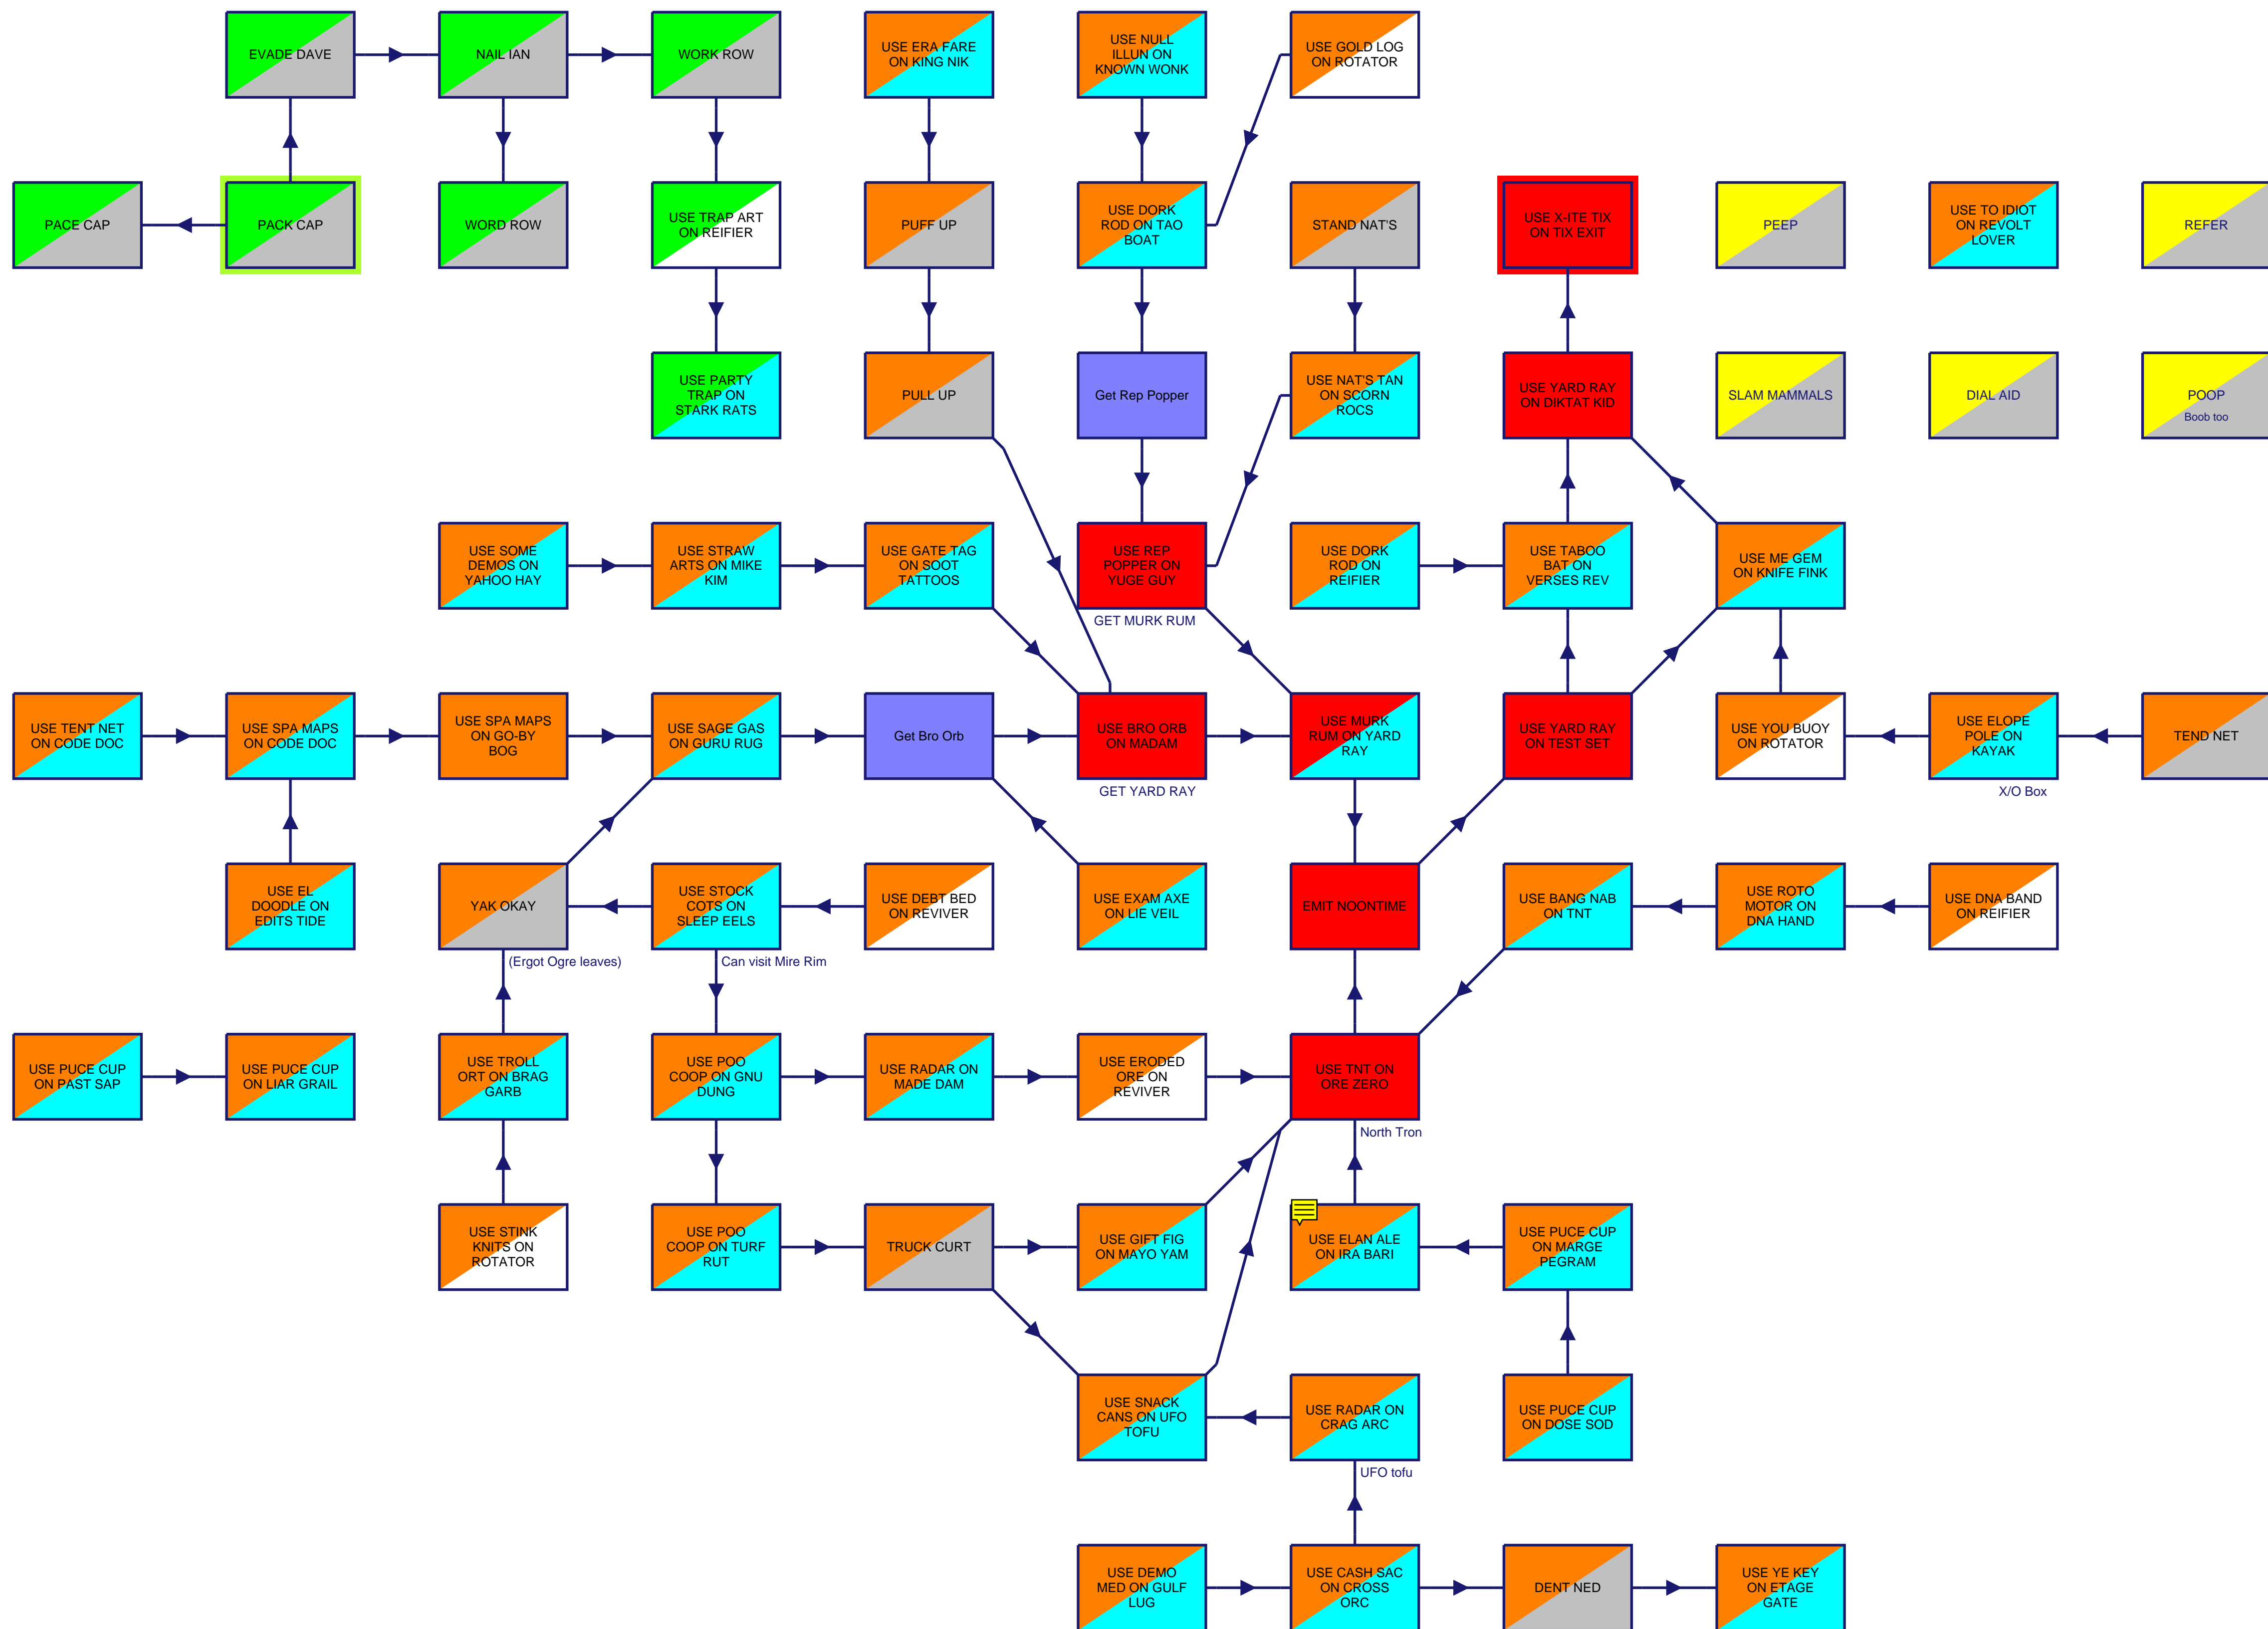 EVADE DAVE
NAIL IAN
WORK ROW
USE ERA FARE
ON KING NIK
USE NULL
ILLUN ON
KNOWN WONK
USE GOLD LOG
ON ROTATOR
PACE CAP
PACK CAP
WORD ROW
USE TRAP ART
ON REIFIER
PUFF UP
USE DORK
ROD ON TAO
BOAT
STAND NAT'S
USE X-ITE TIX
ON TIX EXIT
PEEP
USE TO IDIOT
ON REVOLT
LOVER
REFER
USE PARTY
TRAP ON
STARK RATS
PULL UP
Get Rep Popper
USE NAT'S TAN
ON SCORN
ROCS
USE YARD RAY
ON DIKTAT KID
SLAM MAMMALS
DIAL AID
POOP
Boob too
USE SOME
DEMOS ON
YAHOO HAY
USE STRAW
ARTS ON MIKE
KIM
USE GATE TAG
ON SOOT
TATTOOS
USE REP
POPPER ON
YUGE GUY
GET MURK RUM
USE DORK
ROD ON
REIFIER
USE TABOO
BAT ON
VERSES REV
USE ME GEM
ON KNIFE FINK
USE TENT NET
ON CODE DOC
USE SPA MAPS
ON CODE DOC
USE SPA MAPS
ON GO-BY
BOG
USE SAGE GAS
ON GURU RUG
Get Bro Orb
USE BRO ORB
ON MADAM
GET YARD RAY
USE MURK
RUM ON YARD
RAY
USE YARD RAY
ON TEST SET
USE YOU BUOY
ON ROTATOR
USE ELOPE
POLE ON
KAYAK
X/O Box
TEND NET
USE EL
DOODLE ON
EDITS TIDE
YAK OKAY
(Ergot Ogre leaves)
USE STOCK
COTS ON
SLEEP EELS
Can visit Mire Rim
USE DEBT BED
ON REVIVER
USE EXAM AXE
ON LIE VEIL
EMIT NOONTIME
USE BANG NAB
ON TNT
USE ROTO
MOTOR ON
DNA HAND
USE DNA BAND
ON REIFIER
USE PUCE CUP
ON PAST SAP
USE PUCE CUP
ON LIAR GRAIL
USE TROLL
ORT ON BRAG
GARB
USE POO
COOP ON GNU
DUNG
USE RADAR ON
MADE DAM
USE ERODED
ORE ON
REVIVER
USE TNT ON
ORE ZERO
North Tron
USE STINK
KNITS ON
ROTATOR
USE POO
COOP ON TURF
RUT
TRUCK CURT
USE GIFT FIG
ON MAYO YAM
USE ELAN ALE
ON IRA BARI
USE PUCE CUP
ON MARGE
PEGRAM
USE SNACK
CANS ON UFO
TOFU
USE RADAR ON
CRAG ARC
UFO tofu
USE PUCE CUP
ON DOSE SOD
USE DEMO
MED ON GULF
LUG
USE CASH SAC
ON CROSS
ORC
DENT NED
USE YE KEY
ON ETAGE
GATE